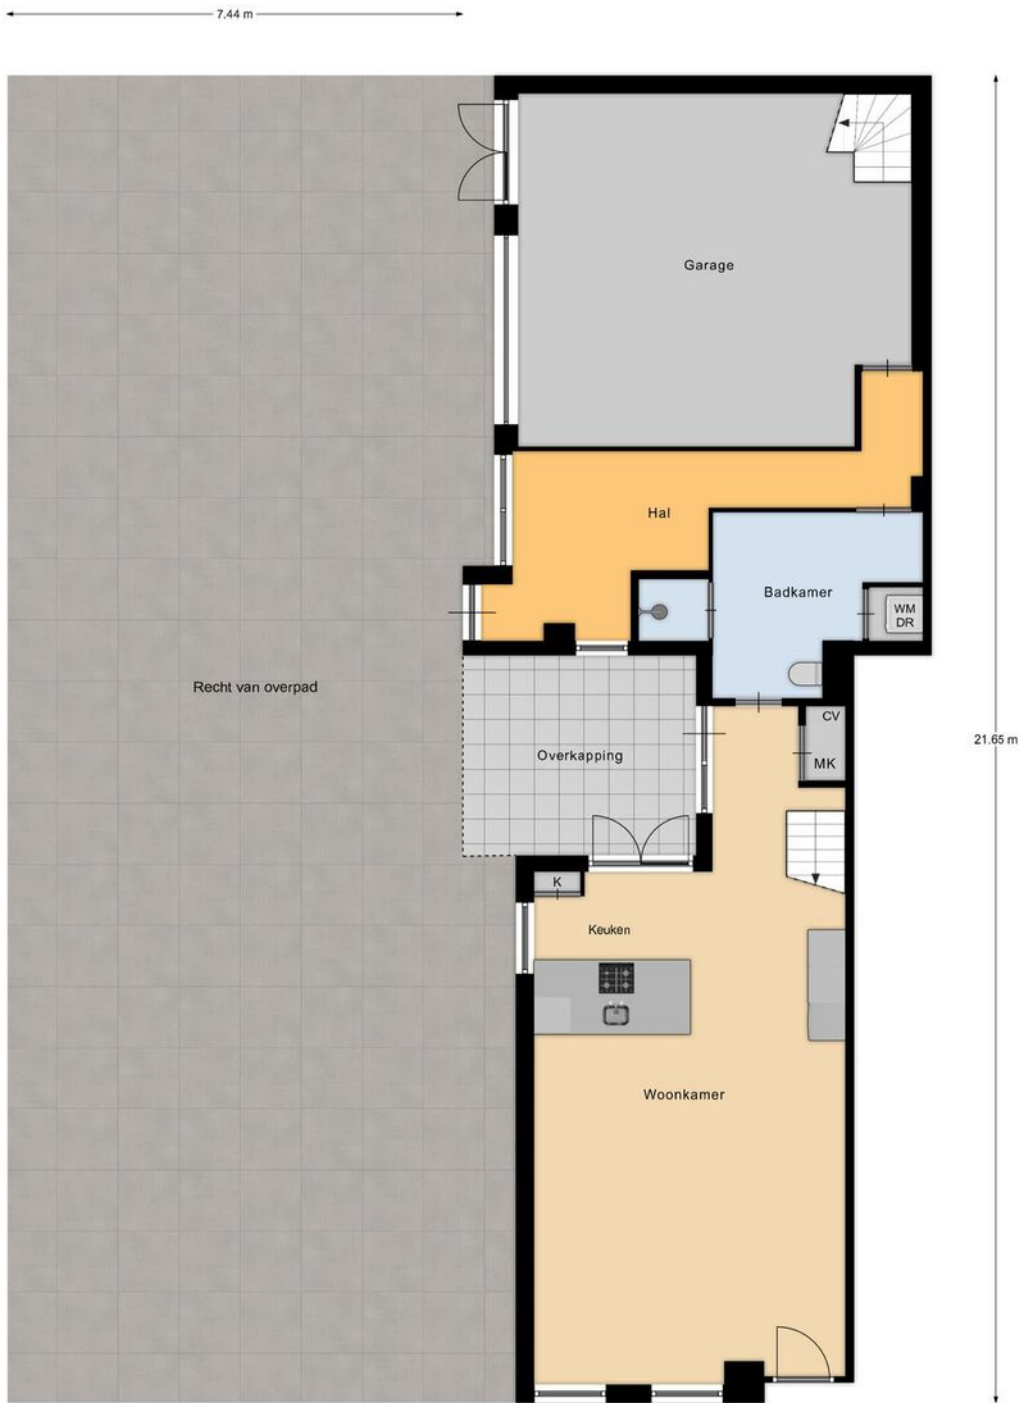 7.44 m
Garage
Hal
Badkamer
WM
DR
Recht van overpad
CV
21.65 m
Overkapping
MK
K
Keuken
Woonkamer